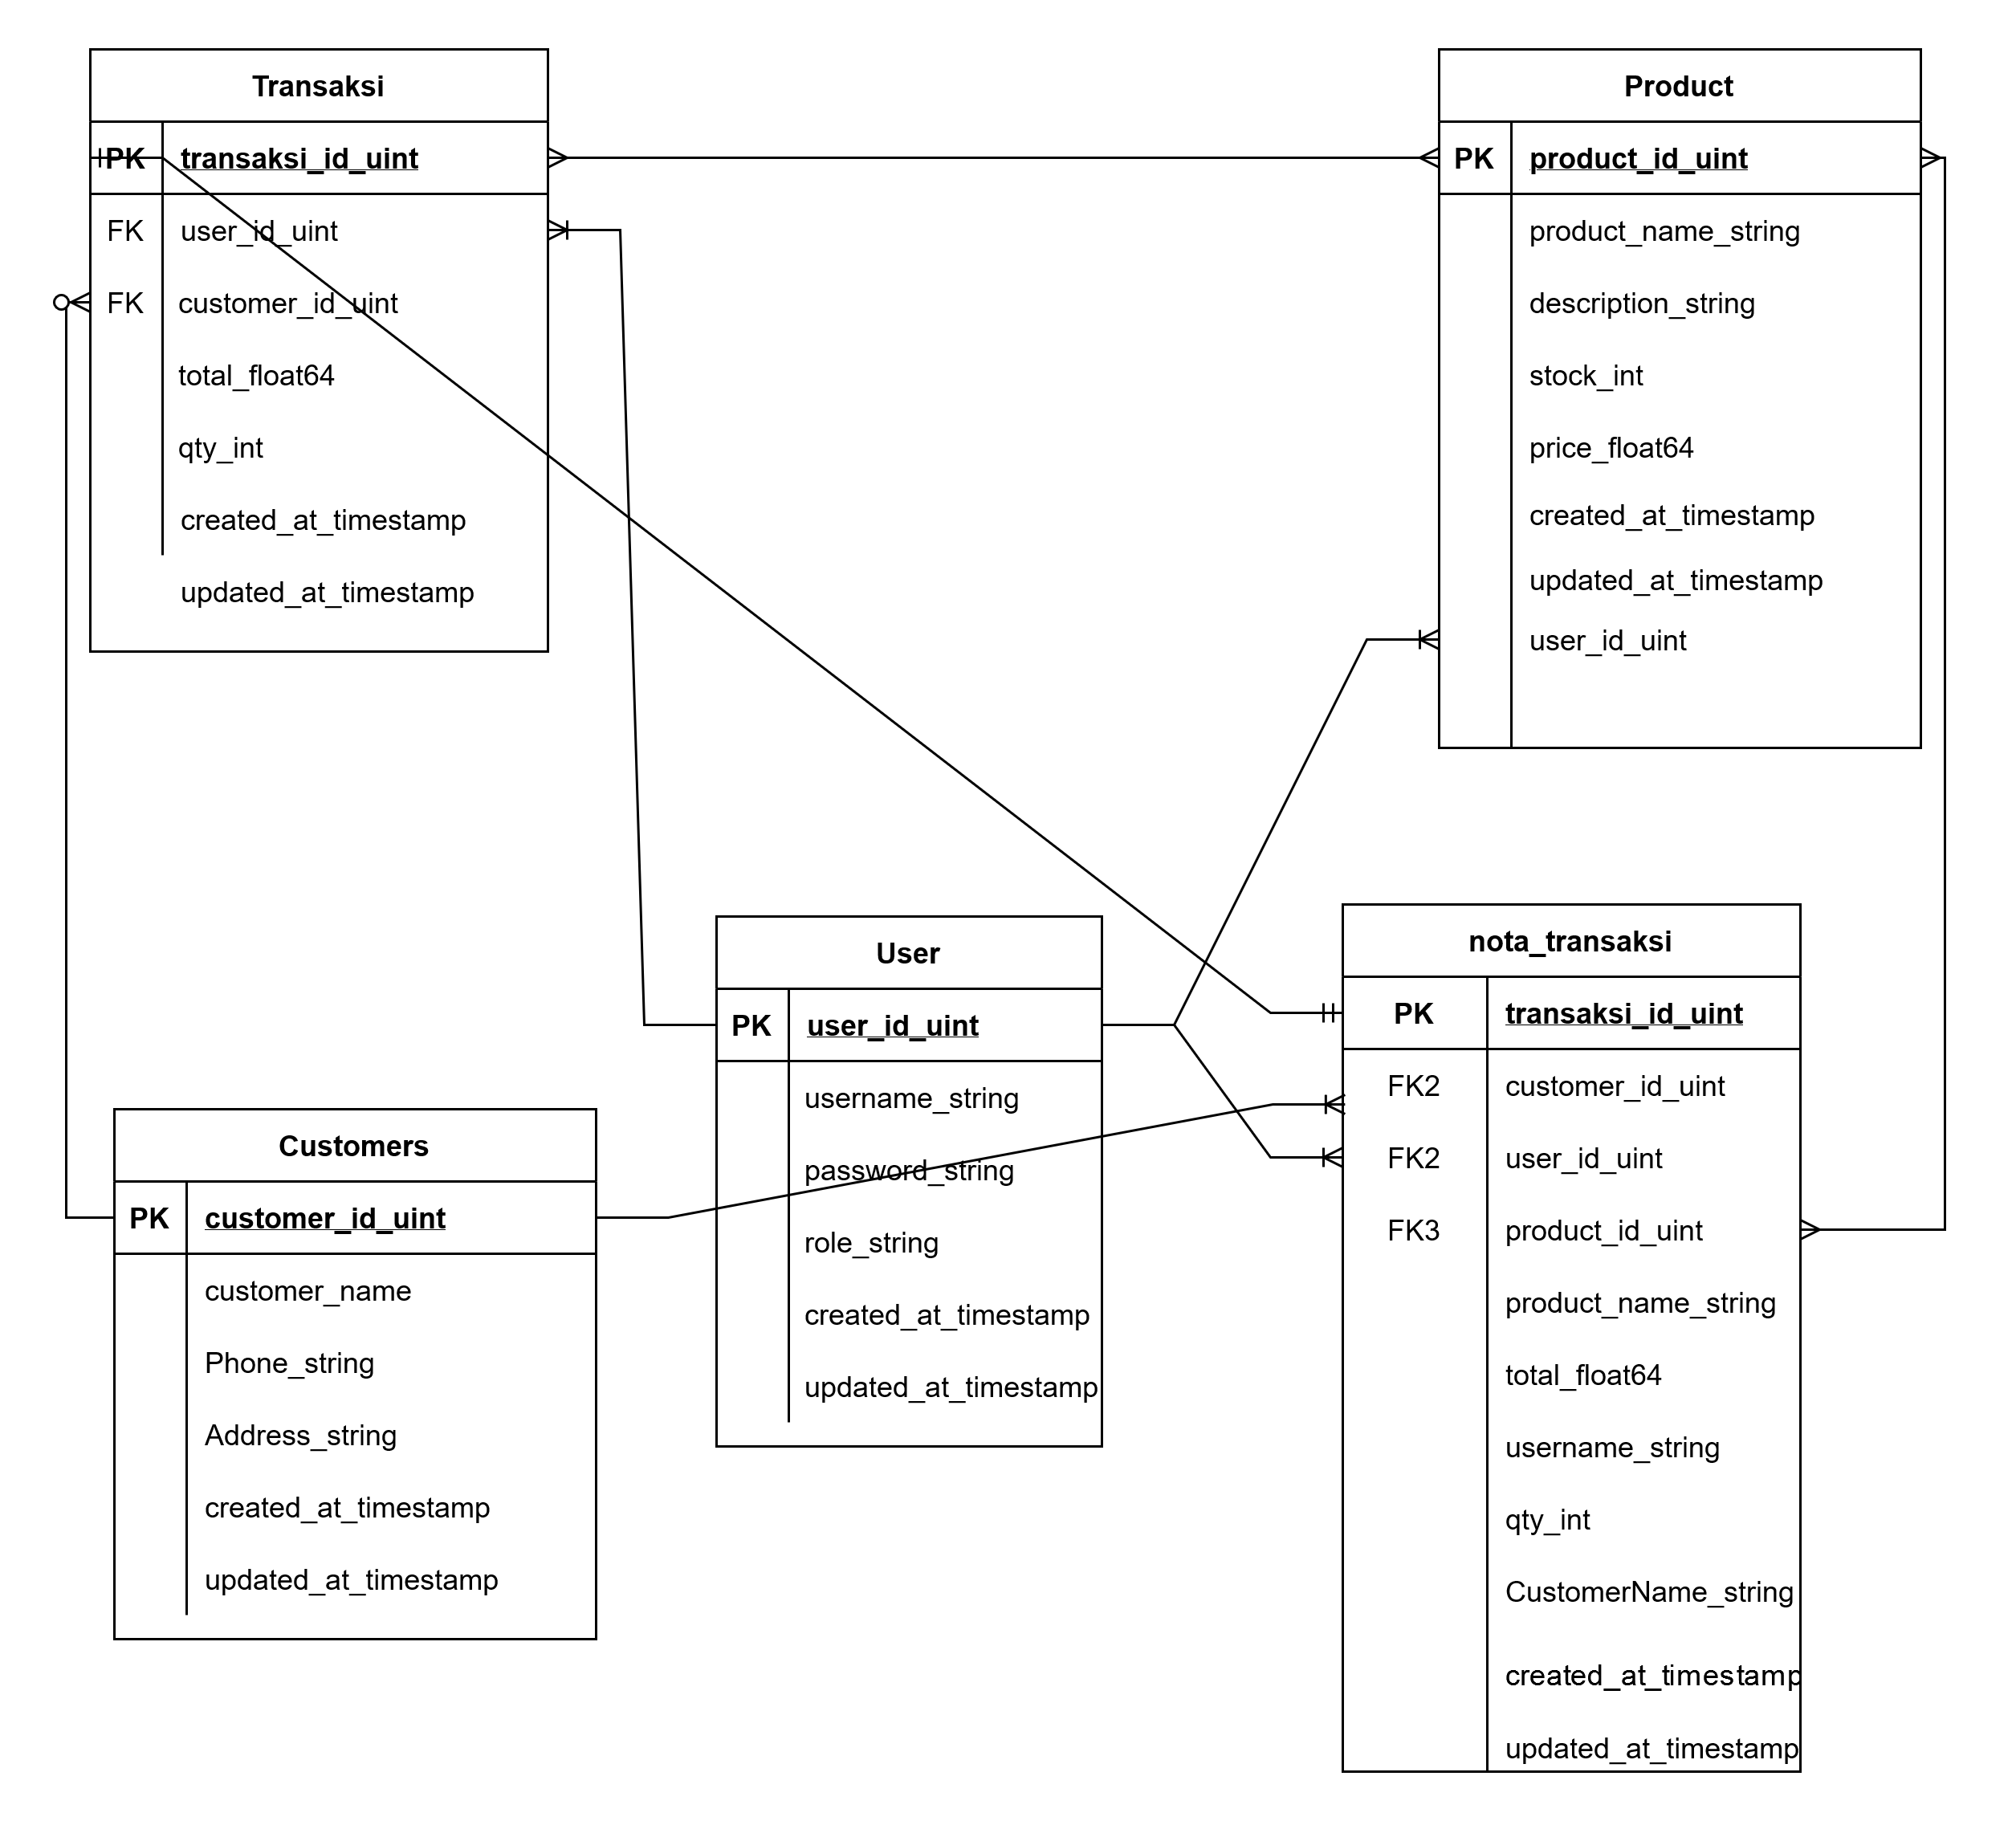 Transaksi
PK transaksi_id_uint
FK user_id_uint
FK customer_id_uint
total_float64
qty_int
created_at_timestamp
updated_at_timestamp
Product
PK product_id_uint
product_name_string
description_string
stock_int
price_float64
created_at_timestamp
updated_at_timestamp
user_id_uint
User
PK user_id_uint
username_string
password_string
role_string
created_at_timestamp
updated_at_timestamp
nota_transaksi
PK transaksi_id_uint
FK2 customer_id_uint
FK2 user_id_uint
FK3 product_id_uint
product_name_string
total_float64
username_string
qty_int
CustomerName_string
created_at_timestamp
updated_at_timestamp
Customers
PK customer_id_uint
customer_name
Phone_string
Address_string
created_at_timestamp
updated_at_timestamp